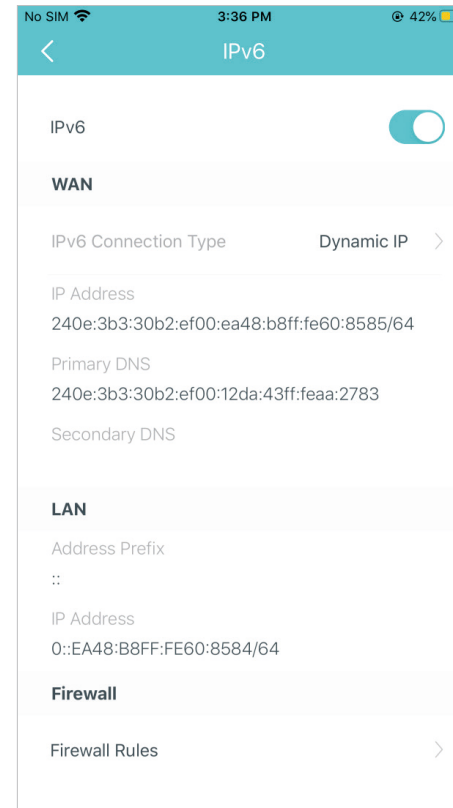 No SIM 3:36 PM 42%
IPv6
IPv6
WAN
IPv6 Connection Type Dynamic IP
IP Address
240e:3b3:30b2:ef00:ea48:b8ff:fe60:8585/64
Primary DNS
240e:3b3:30b2:ef00:12da:43ff:feaa:2783
Secondary DNS
LAN
Address Prefix
::
IP Address
0::EA48:B8FF:FE60:8584/64
Firewall
Firewall Rules